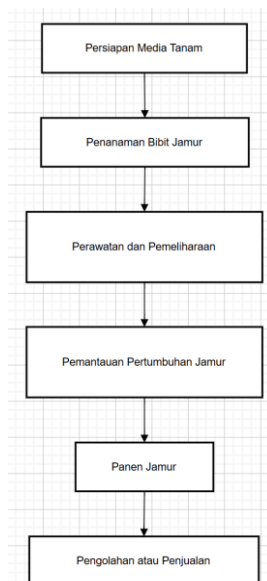 Persiapan Media Tanam
Penanaman Bibit Jamur
Perawatan dan Pemeliharaan
Pemantauan Pertumbuhan Jamur
Panen Jamur
Pengolahan atau Penjualan